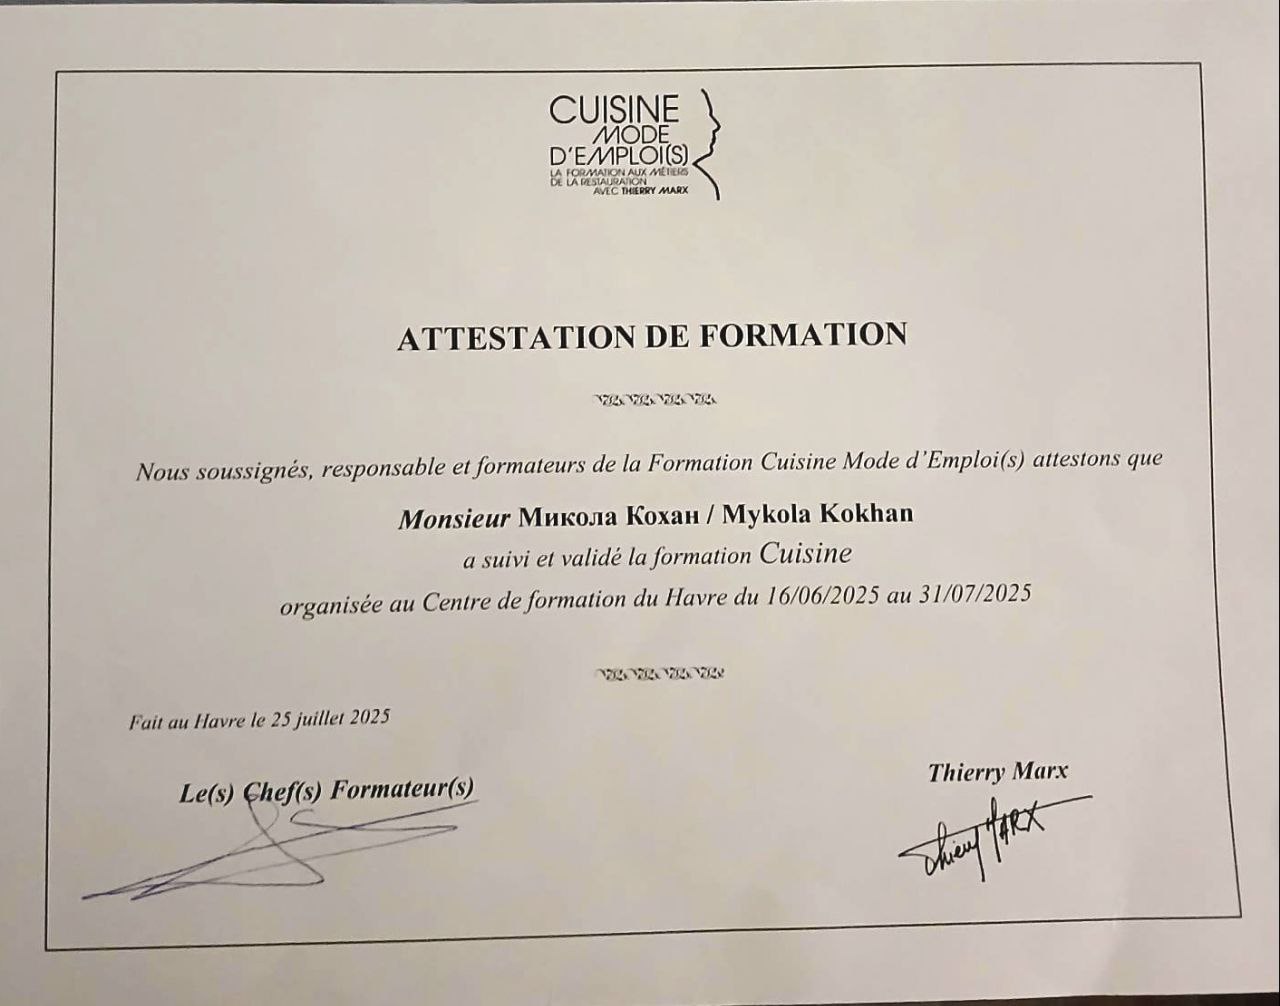 CUISINE
MODE
D'EMPLOI(S)
LA FORMATION AUX MÉTIERS
DE LA RESTAURATION
AVEC THIERRY MARX
ATTESTATION DE FORMATION
Nous soussignés, responsable et formateurs de la Formation Cuisine Mode d'Emploi(s) attestons que
Monsieur Микола Кохан / Mykola Kokhan
a suivi et validé la formation Cuisine
organisée au Centre de formation du Havre du 16/06/2025 au 31/07/2025
Fait au Havre le 25 juillet 2025
Le(s) Chef(s) Formateur(s)
Thierry Marx
Thierry MARX